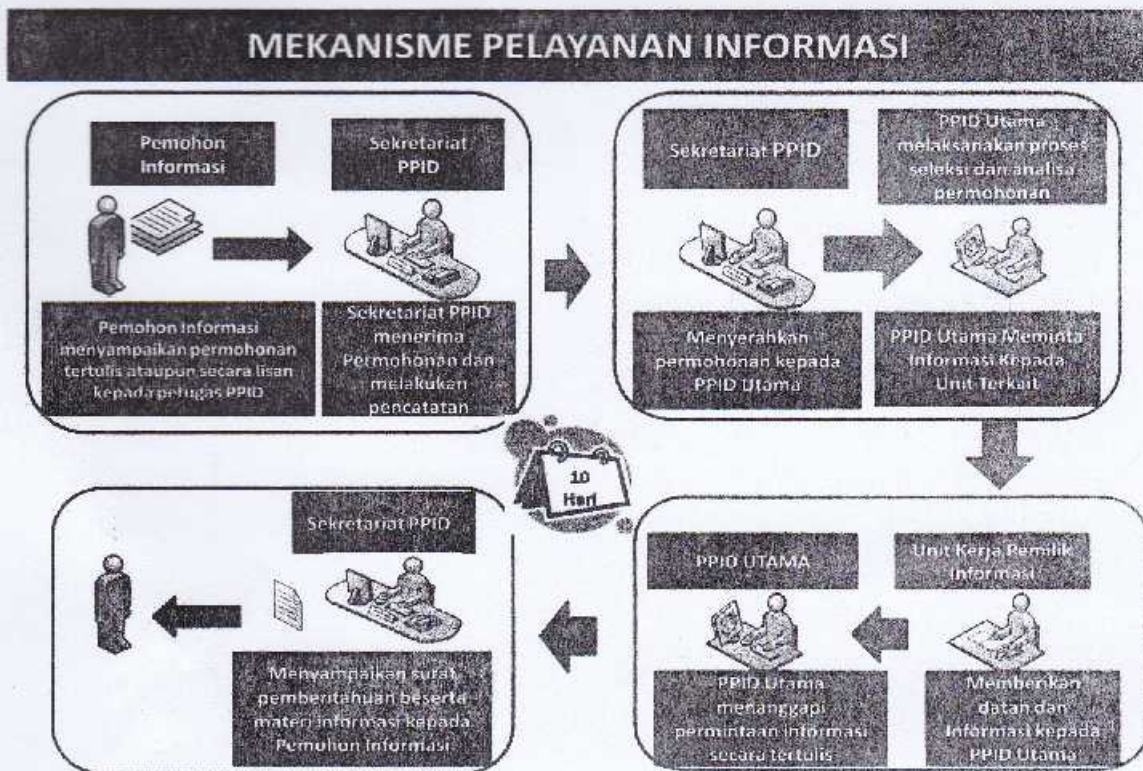 MEKANISME PELAYANAN INFORMASI
Pemohon
Informasi
Sekretariat
PPID
Pemohon Informasi
menyampaikan permohonan
tertulis ataupun secara lisan
kepada petugas PPID
Sekretariat PPID
menerima
Permohonan dan
melakukan
pencatatan
Sekretariat PPID
PPID Utama
melaksanakan proses
seleksi dan analisa
permohonan
Menyerahkan
permohonan kepada
PPID Utama
PPID Utama Meminta
Informasi Kepada
Unit Terkait
10
Hari
Unit Kerja Pemilik
Informasi
Memberikan
datah dan
Informasi kepada
PPID Utama
PPID UTAMA
PPID Utama
menanggapi
permintaan informasi
secara tertulis
Sekretariat PPID
Menyampaikan surat
pemberitahuan beserta
materi informasi kepada
Pemohon Informasi